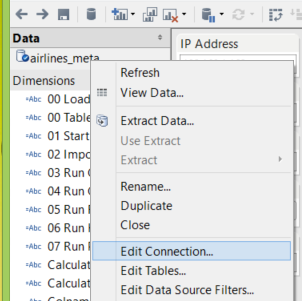 Data
IP Address
airlines_meta
Dimensions
Abc 00 Load
Abc 00 Table
Abc 01 Start
Abc 02 Impo
Abc 03 Run
Abc 04 Run
Abc 05 Run
Abc 06 Run
Abc 07 Run
Abc Calculat
Abc Calculat
Refresh
View Data...
Extract Data...
Use Extract
Extract
Rename...
Duplicate
Close
Edit Connection...
Edit Tables...
Edit Data Source Filters...